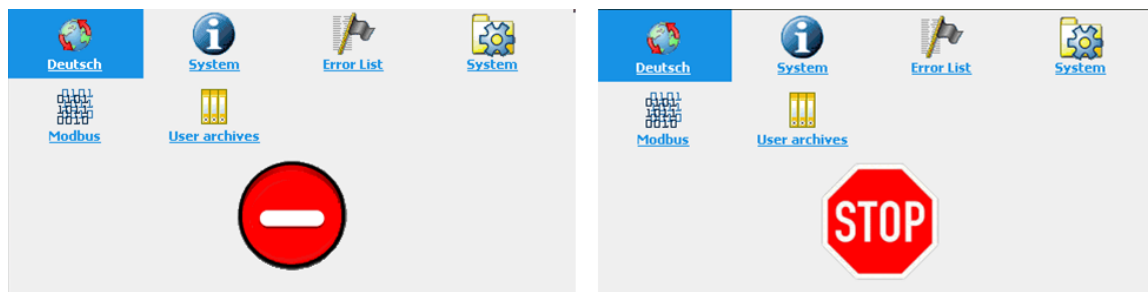 Deutsch System Error List System
Modbus User archives
Deutsch System Error List System
Modbus User archives
STOP